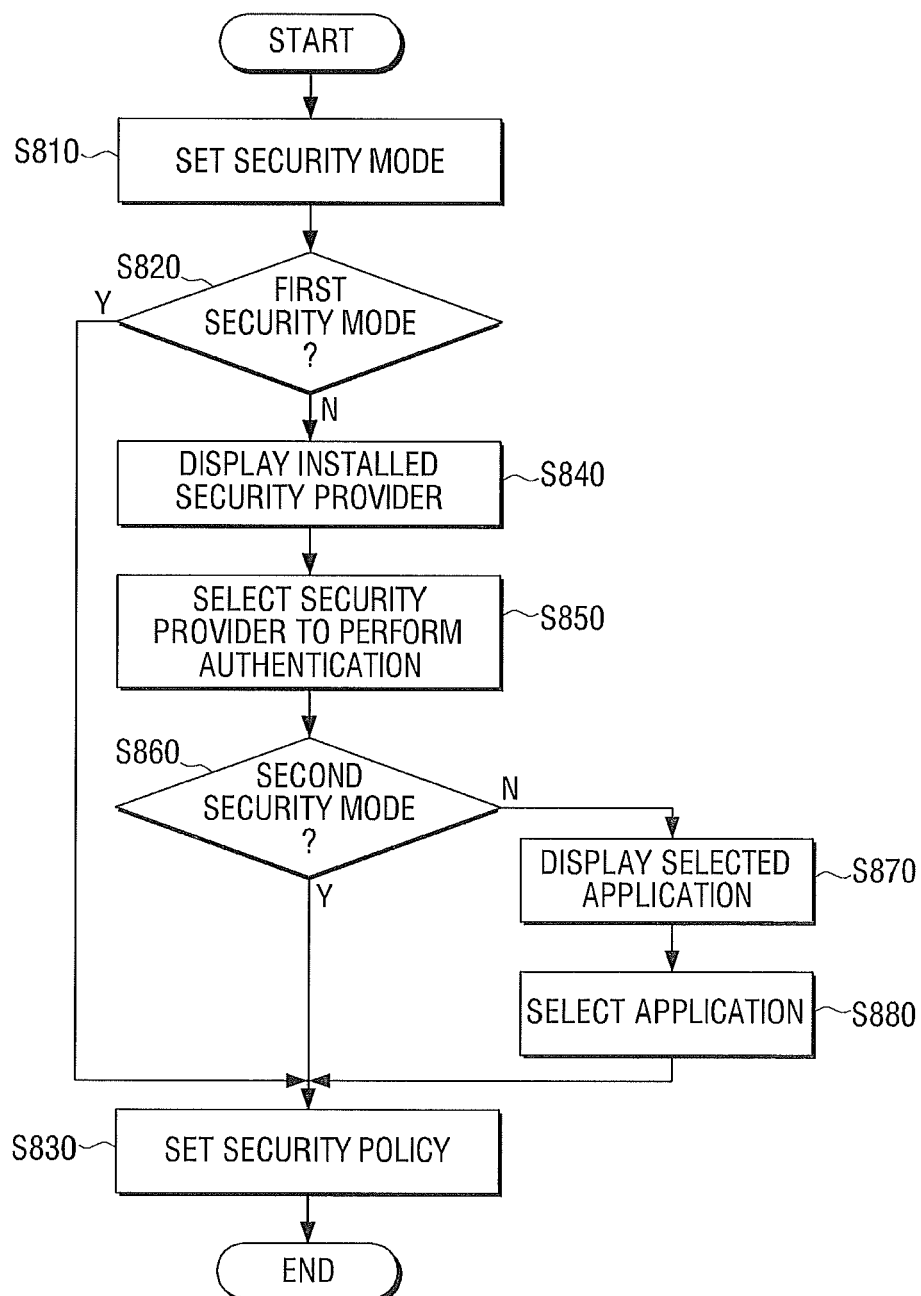 START
S810
SET SECURITY MODE
S820
Y
FIRST
SECURITY MODE
?
N
DISPLAY INSTALLED
SECURITY PROVIDER
S840
SELECT SECURITY
PROVIDER TO PERFORM
AUTHENTICATION
S850
S860
SECOND
SECURITY MODE
?
N
Y
DISPLAY SELECTED
APPLICATION
S870
SELECT APPLICATION
S880
S830
SET SECURITY POLICY
END